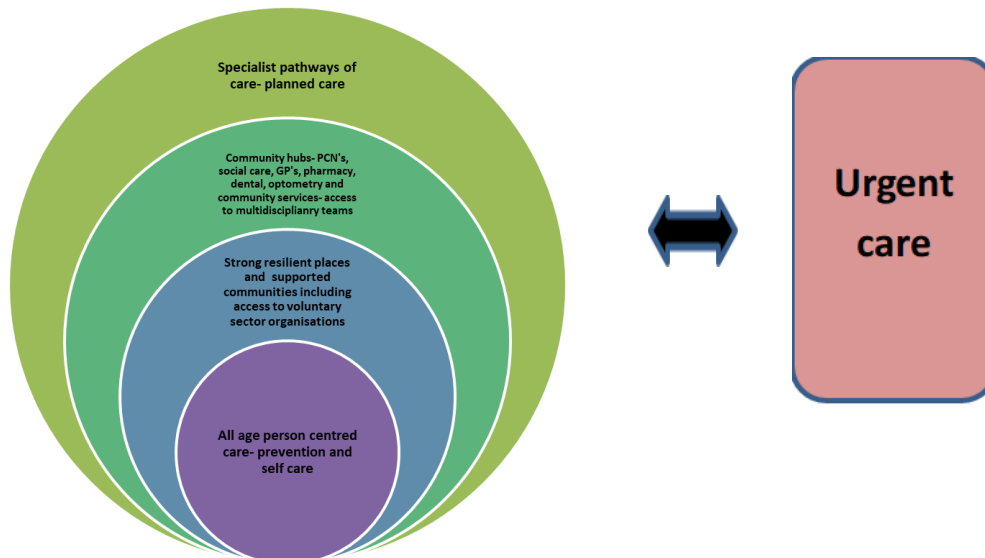 Specialist pathways of
care- planned care
Community hubs- PCN's,
social care, GP's, pharmacy,
dental, optometry and
community services- access
to multidisciplianry teams
Strong resilient places
and  supported
communities including
access to voluntary
sector organisations
All age person centred
care- prevention and
self care
Urgent
care